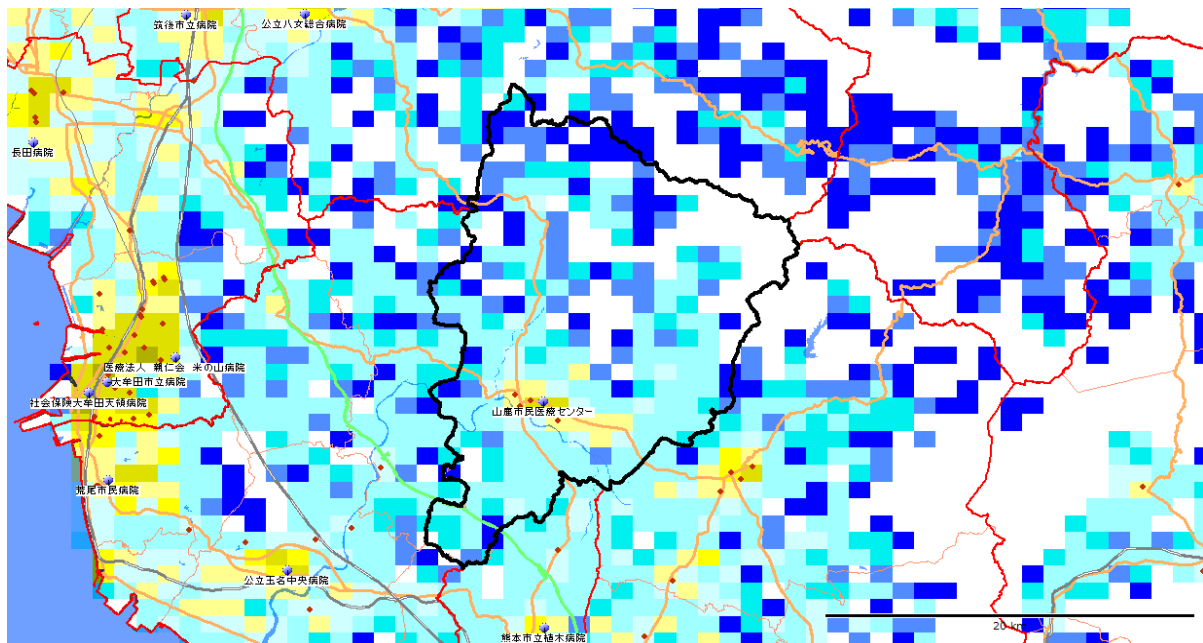 筑後市立病院
公立八女総合病院
長田病院
医療法人 親仁会 米の山病院
大牟田市立病院
社会保険大牟田天領病院
山鹿市民医療センター
荒尾市民病院
公立玉名中央病院
熊本市立植木病院
20 km